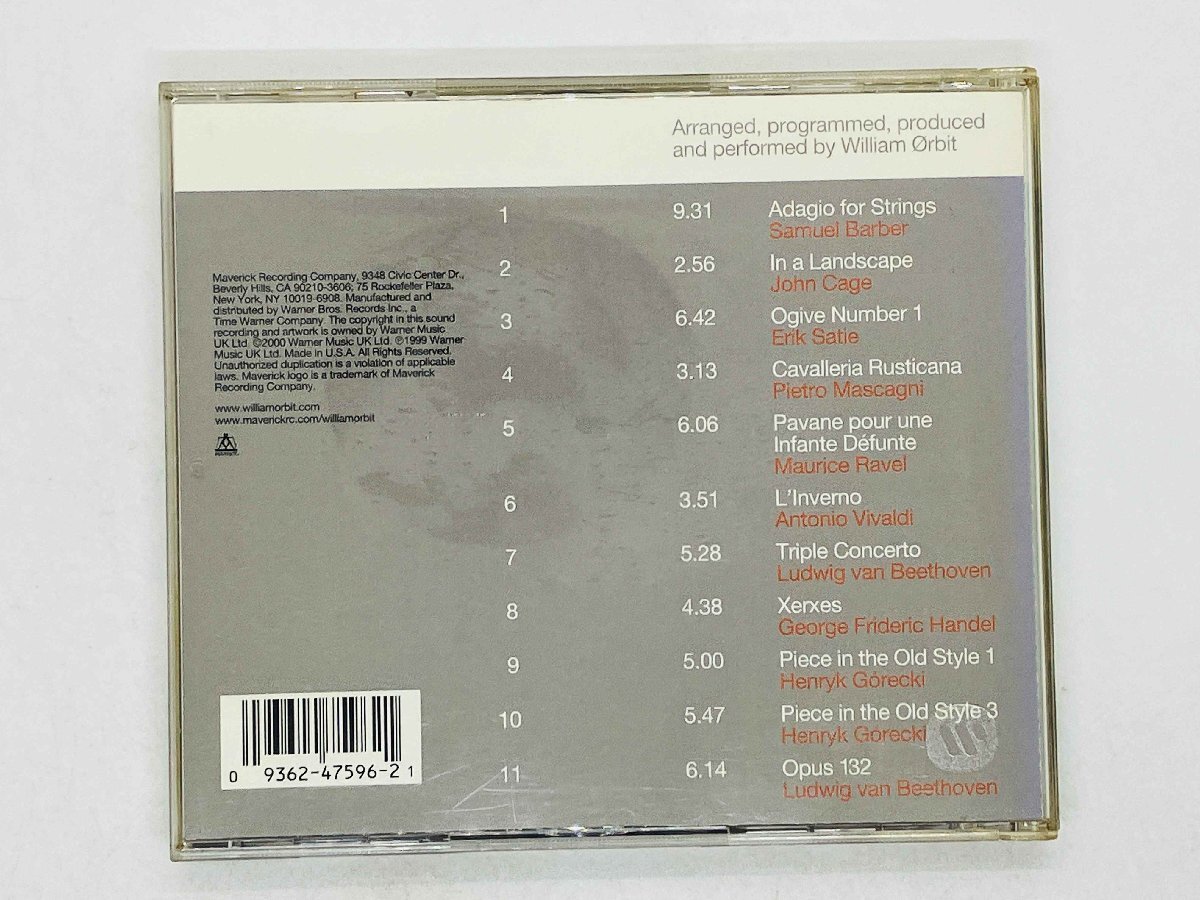 Arranged, programmed, produced
and performed by William Ørbit
1 9.31 Adagio for Strings
Samuel Barber
2 2.56 In a Landscape
John Cage
3 6.42 Ogive Number 1
Erik Satie
4 3.13 Cavalleria Rusticana
Pietro Mascagni
5 6.06 Pavane pour une
Infante Défunte
Maurice Ravel
6 3.51 L'Inverno
Antonio Vivaldi
7 5.28 Triple Concerto
Ludwig van Beethoven
8 4.38 Xerxes
George Frideric Handel
9 5.00 Piece in the Old Style 1
Henryk Górecki
10 5.47 Piece in the Old Style 3
Henryk Górecki
11 6.14 Opus 132
Ludwig van Beethoven
Maverick Recording Company, 9348 Civic Center Dr.,
Beverly Hills, CA 90210-3606; 75 Rockefeller Plaza,
New York, NY 10019-6908. Manufactured and
distributed by Warner Bros. Records Inc., a
Time Warner Company. The copyright in this sound
recording and artwork is owned by Warner Music
UK Ltd. ©2000 Warner Music UK Ltd. ℗1999 Warner
Music UK Ltd. Made in U.S.A. All Rights Reserved.
Unauthorized duplication is a violation of applicable
laws. Maverick logo is a trademark of Maverick
Recording Company.
www.williamorbit.com
www.maverickrc.com/williamorbit
0 9362-47596-2 1